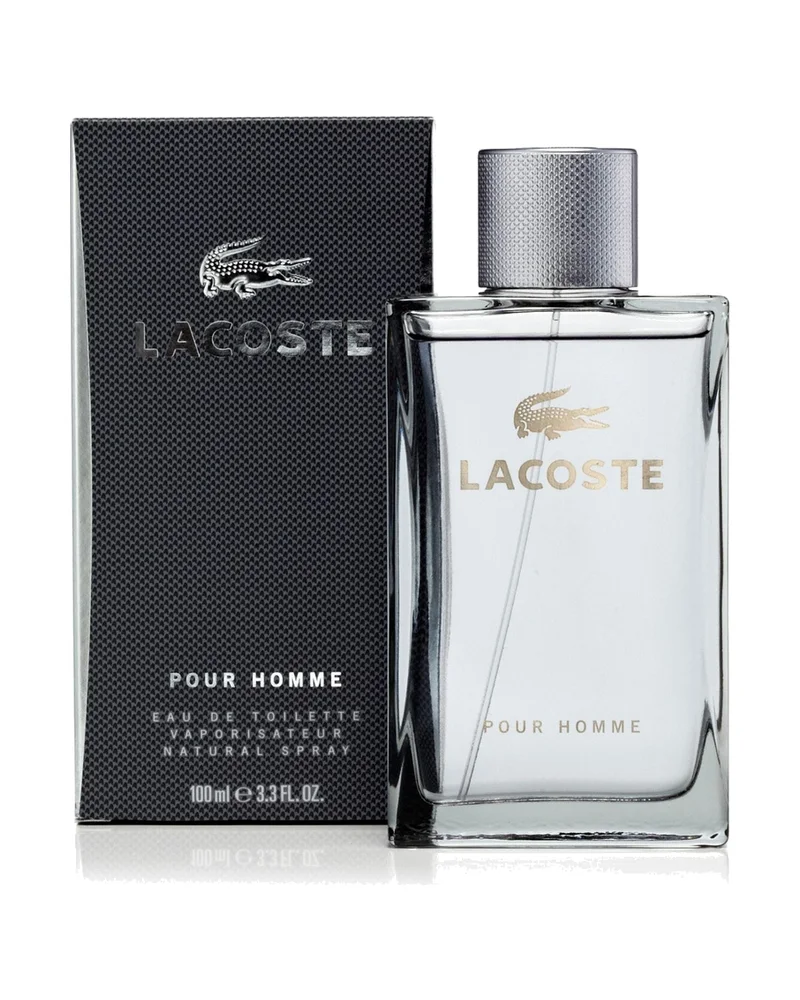 LACOSTE
POUR HOMME
EAU DE TOILETTE
VAPORISATEUR
NATURAL SPRAY
100 ml ℮ 3.3 FL. OZ.
LACOSTE
POUR HOMME